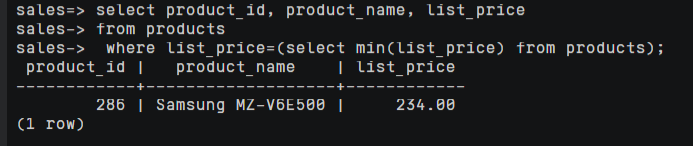 sales=> select product_id, product_name, list_price
sales-> from products
sales->  where list_price=(select min(list_price) from products);
 product_id |   product_name    | list_price
------------+-------------------+------------
        286 | Samsung MZ-V6E500 |     234.00
(1 row)